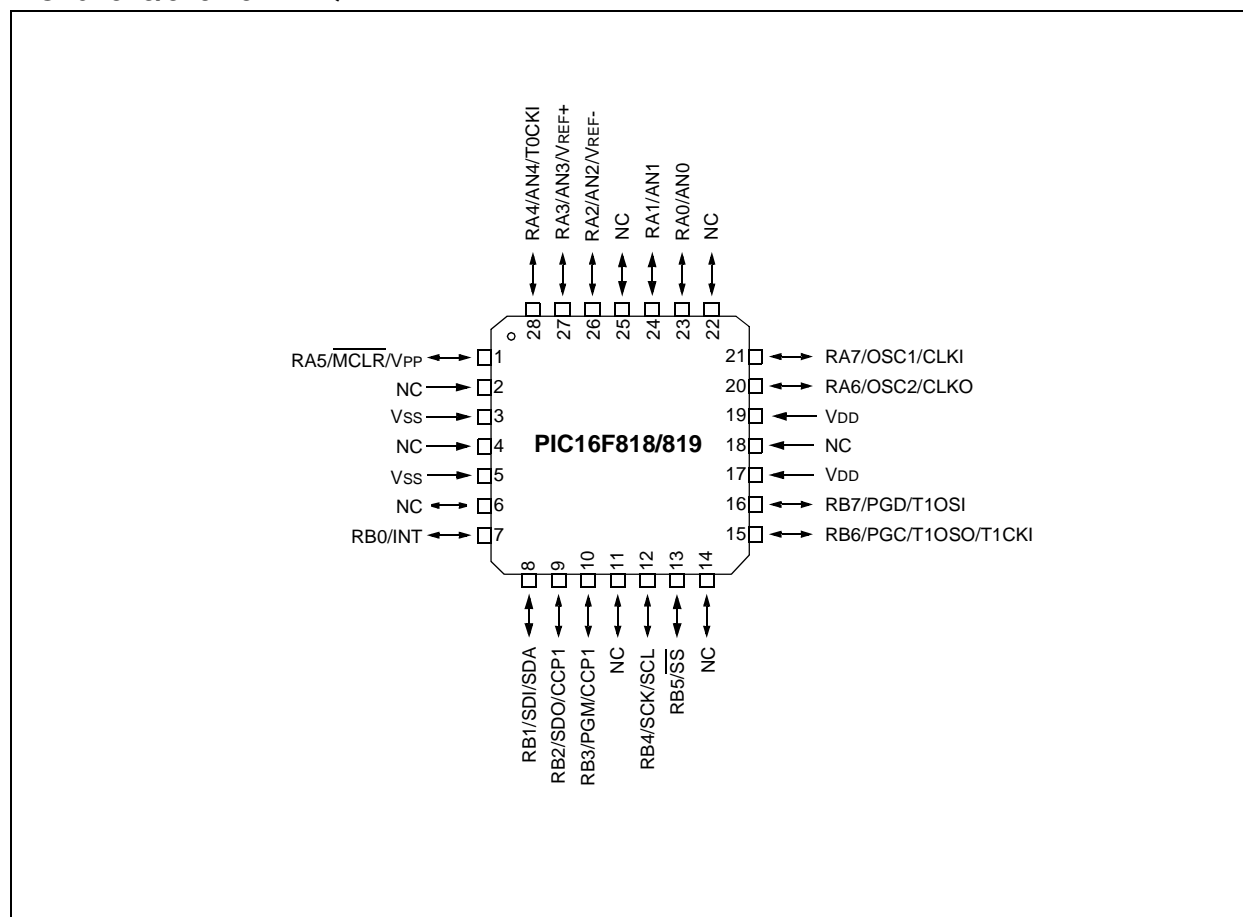 RA4/AN4/T0CKI
RA3/AN3/VREF+
RA2/AN2/VREF-
NC
RA1/AN1
RA0/AN0
NC
28
27
26
25
24
23
22
RA5/MCLR/VPP
1
NC
2
VSS
3
NC
4
VSS
5
NC
6
RB0/INT
7
PIC16F818/819
21
RA7/OSC1/CLKI
20
RA6/OSC2/CLKO
19
VDD
18
NC
17
VDD
16
RB7/PGD/T1OSI
15
RB6/PGC/T1OSO/T1CKI
8
9
10
11
12
13
14
RB1/SDI/SDA
RB2/SDO/CCP1
RB3/PGM/CCP1
NC
RB4/SCK/SCL
RB5/SS
NC